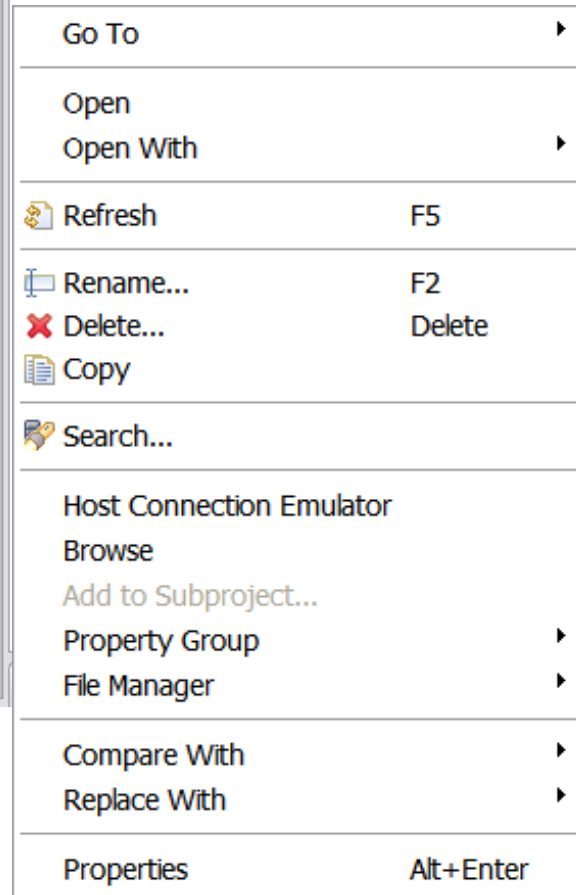 Go To
Open
Open With
Refresh F5
Rename... F2
Delete... Delete
Copy
Search...
Host Connection Emulator
Browse
Add to Subproject...
Property Group
File Manager
Compare With
Replace With
Properties Alt+Enter